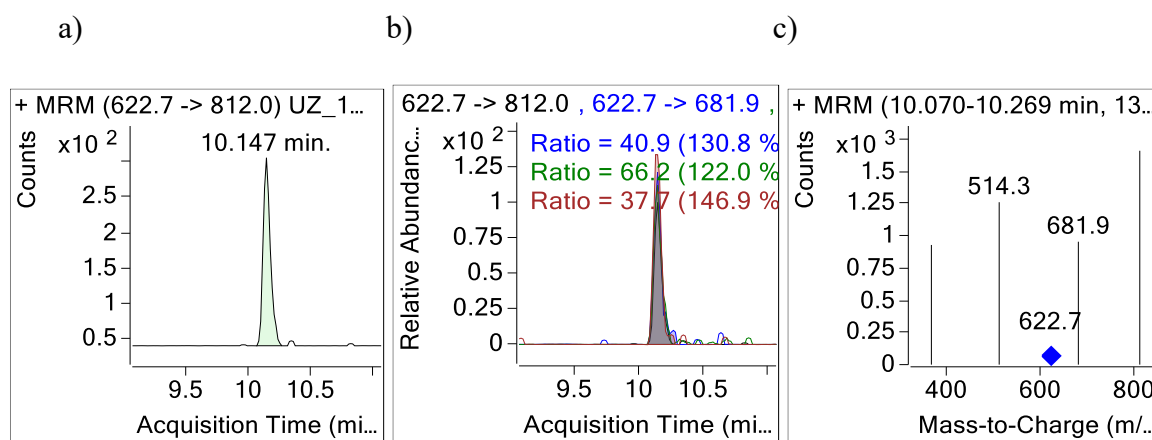 a)
b)
c)
+ MRM (622.7 -> 812.0) UZ_1...
x10 2
10.147 min.
Counts
2.5
2
1.5
1
0.5
9.5
10
10.5
Acquisition Time (mi...
622.7 -> 812.0 , 622.7 -> 681.9 ,
x10 2
Ratio = 40.9 (130.8 %
Ratio = 66.2 (122.0 %
Ratio = 37.7 (146.9 %
Relative Abundanc...
1.25
1
0.75
0.5
0.25
0
9.5
10
10.5
Acquisition Time (mi...
+ MRM (10.070-10.269 min, 13...
x10 3
Counts
1.5
1.25
1
0.75
0.5
0.25
0
514.3
681.9
622.7
400
600
800
Mass-to-Charge (m/...